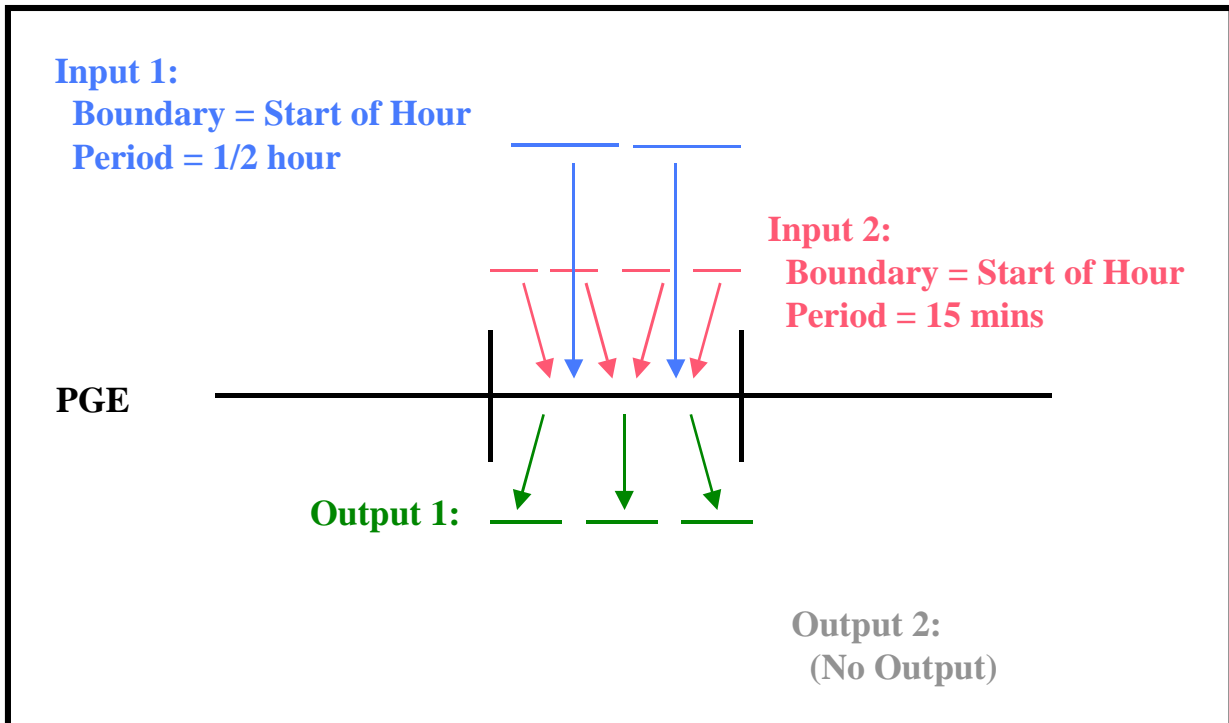 Input 1:
Boundary = Start of Hour
Period = 1/2 hour
Input 2:
Boundary = Start of Hour
Period = 15 mins
PGE
Output 1:
Output 2:
(No Output)